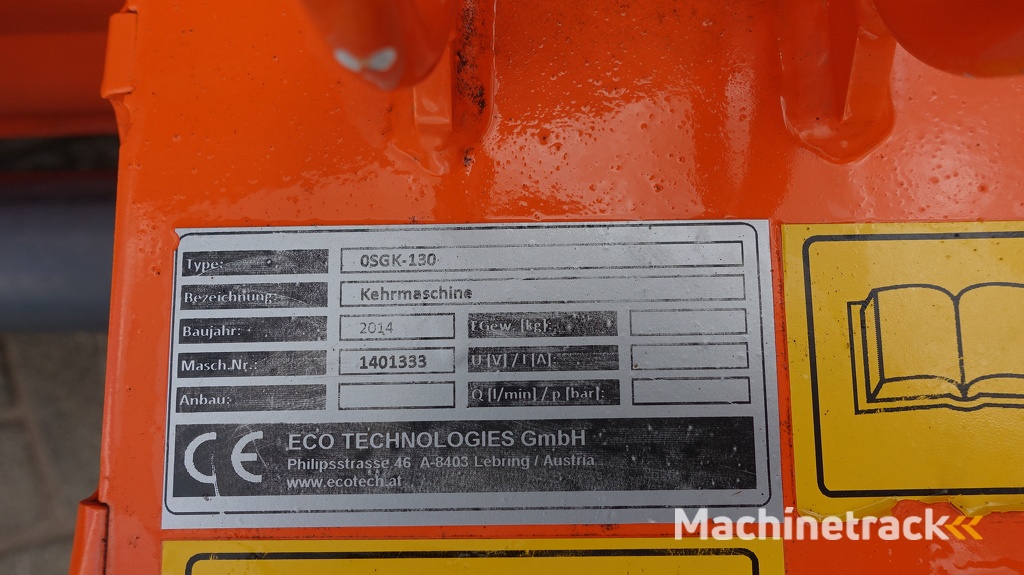 Type: 0SGK-130
Bezeichnung: Kehrmaschine
Baujahr: 2014 EGew. [kg]:
Masch.Nr.: 1401333 U [V] / I [A]:
Anbau: Q [l/min] / p [bar]:
CE ECO TECHNOLOGIES GmbH
Philipsstrasse 46 A-8403 Lebring / Austria
www.ecotech.at
Machinetrack